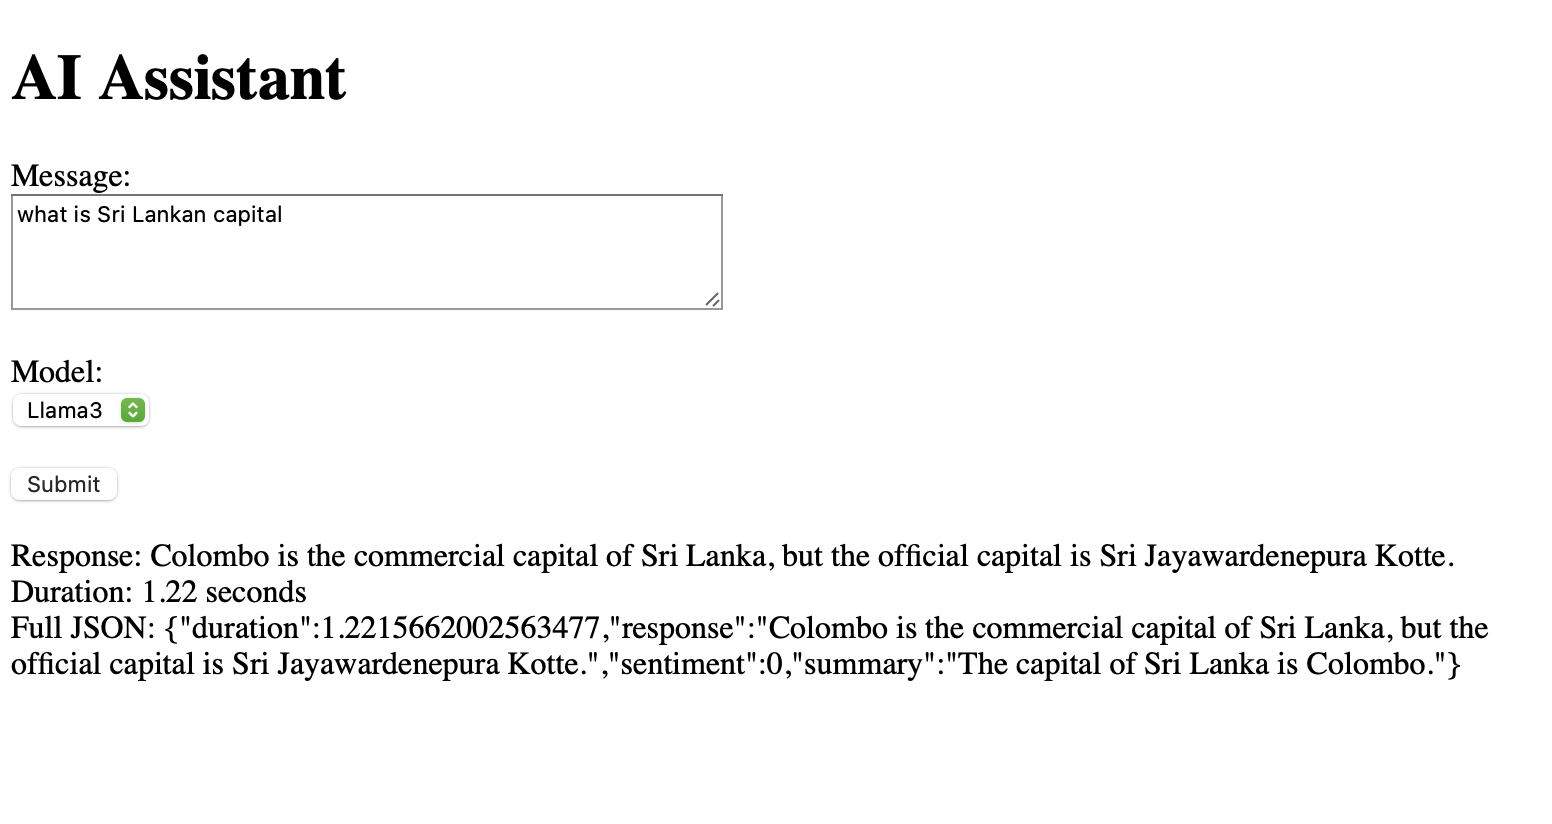 AI Assistant
Message:
what is Sri Lankan capital
Model:
Llama3
Submit
Response: Colombo is the commercial capital of Sri Lanka, but the official capital is Sri Jayawardenepura Kotte.
Duration: 1.22 seconds
Full JSON: {"duration":1.2215662002563477,"response":"Colombo is the commercial capital of Sri Lanka, but the
official capital is Sri Jayawardenepura Kotte.","sentiment":0,"summary":"The capital of Sri Lanka is Colombo."}